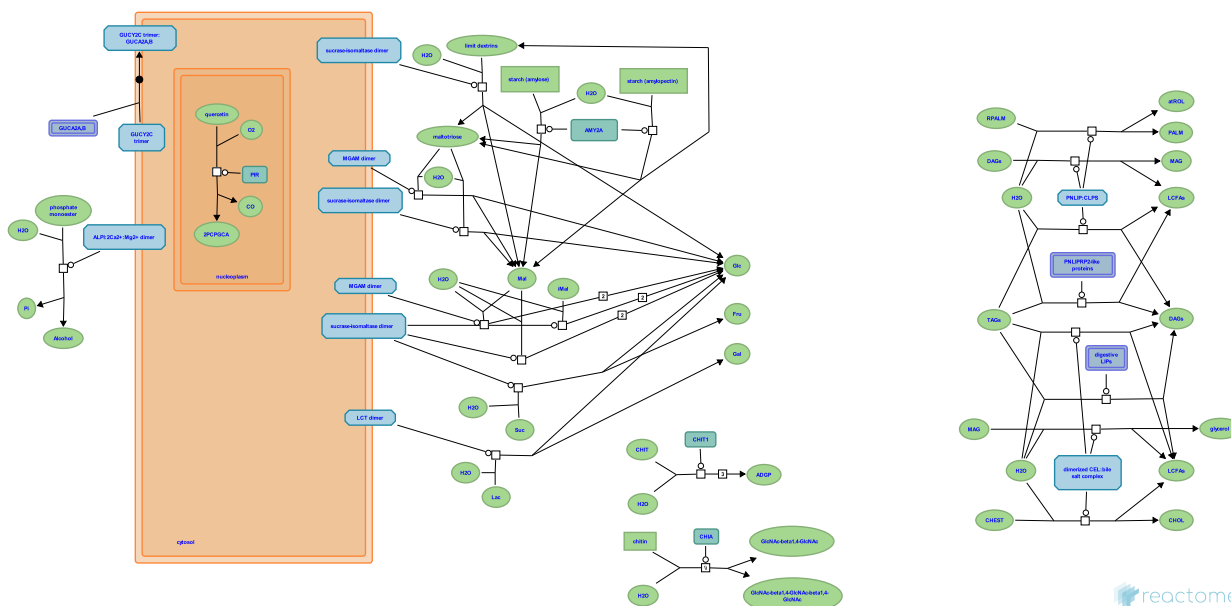 GUCY2C trimer:
GUCA2A,B
GUCA2A,B
GUCY2C
trimer
quercetin
O2
PIR
CO
2PCPGCA
nucleoplasm
cytosol
phosphate
monoester
H2O
ALPI:2Ca2+:Mg2+ dimer
Pi
Alcohol
sucrase-isomaltase dimer
H2O
limit dextrins
starch (amylose)
H2O
starch (amylopectin)
AMY2A
maltotriose
MGAM dimer
H2O
sucrase-isomaltase dimer
H2O
Mal
iMal
Glc
MGAM dimer
2
2
2
sucrase-isomaltase dimer
Fru
Gal
H2O
Suc
LCT dimer
H2O
Lac
CHIT
CHIT1
3
ADGP
H2O
chitin
CHIA
H2O
GlcNAc-beta1,4-GlcNAc
GlcNAc-beta1,4-GlcNAc-beta1,4-
GlcNAc
RPALM
atROL
PALM
DAGs
MAG
H2O
PNLIP:CLPS
LCFAs
PNLIPRP2-like
proteins
TAGs
DAGs
digestive
LIPs
MAG
glycerol
H2O
dimerized CEL:bile
salt complex
LCFAs
CHEST
CHOL
reactome